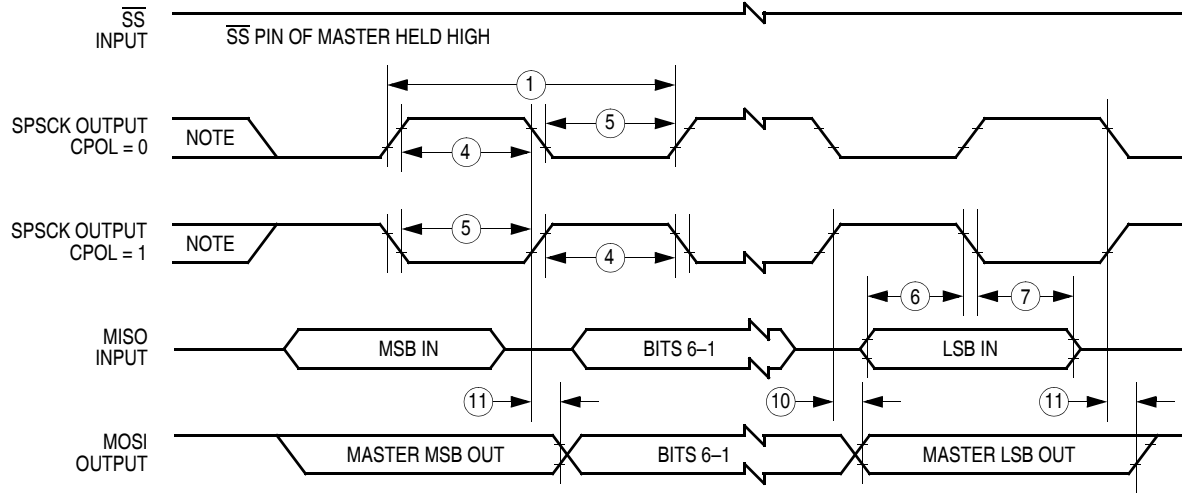 SS
INPUT
SS PIN OF MASTER HELD HIGH
1
SPSCK OUTPUT
CPOL = 0
NOTE
5
4
SPSCK OUTPUT
CPOL = 1
NOTE
5
4
6
7
MISO
INPUT
MSB IN
BITS 6–1
LSB IN
11
10
11
MOSI
OUTPUT
MASTER MSB OUT
BITS 6–1
MASTER LSB OUT